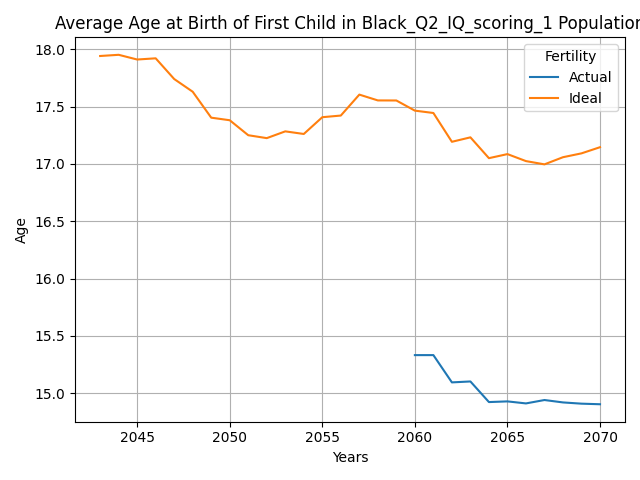 Average Age at Birth of First Child in Black_Q2_IQ_scoring_1 Population
Fertility
Actual
Ideal
18.0
17.5
17.0
16.5
16.0
15.5
15.0
Age
2045 2050 2055 2060 2065 2070
Years